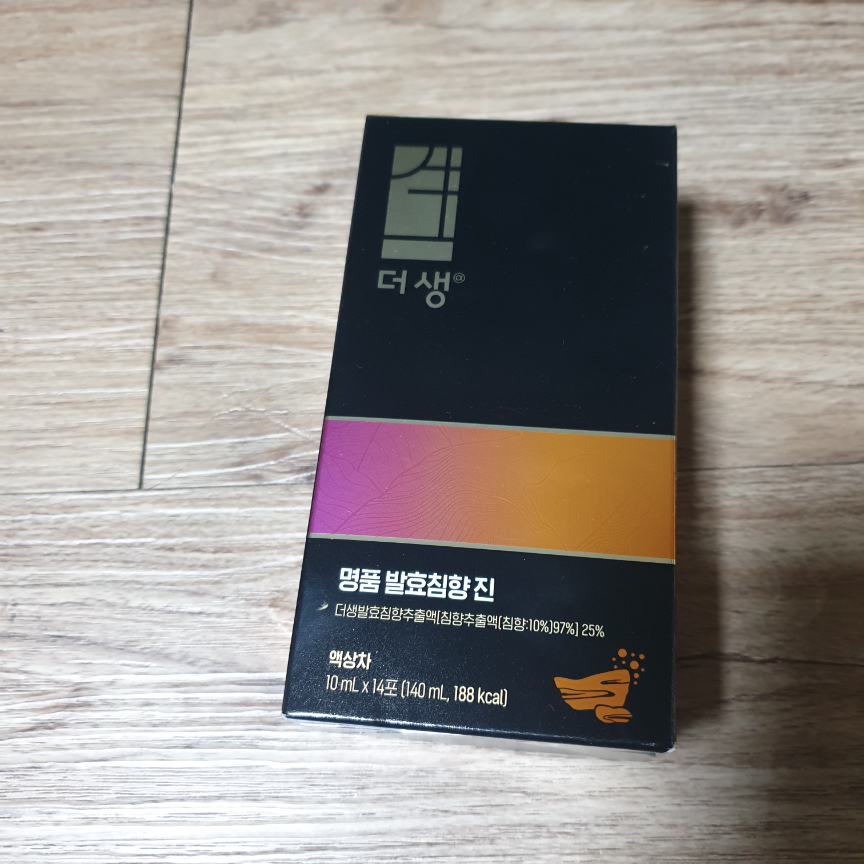 더생@
명품 발효침향 진
더생발효침향추출액[침향추출액(침향:10%)97%] 25%
액상차
10 mL x 14포 (140 mL, 188 kcal)